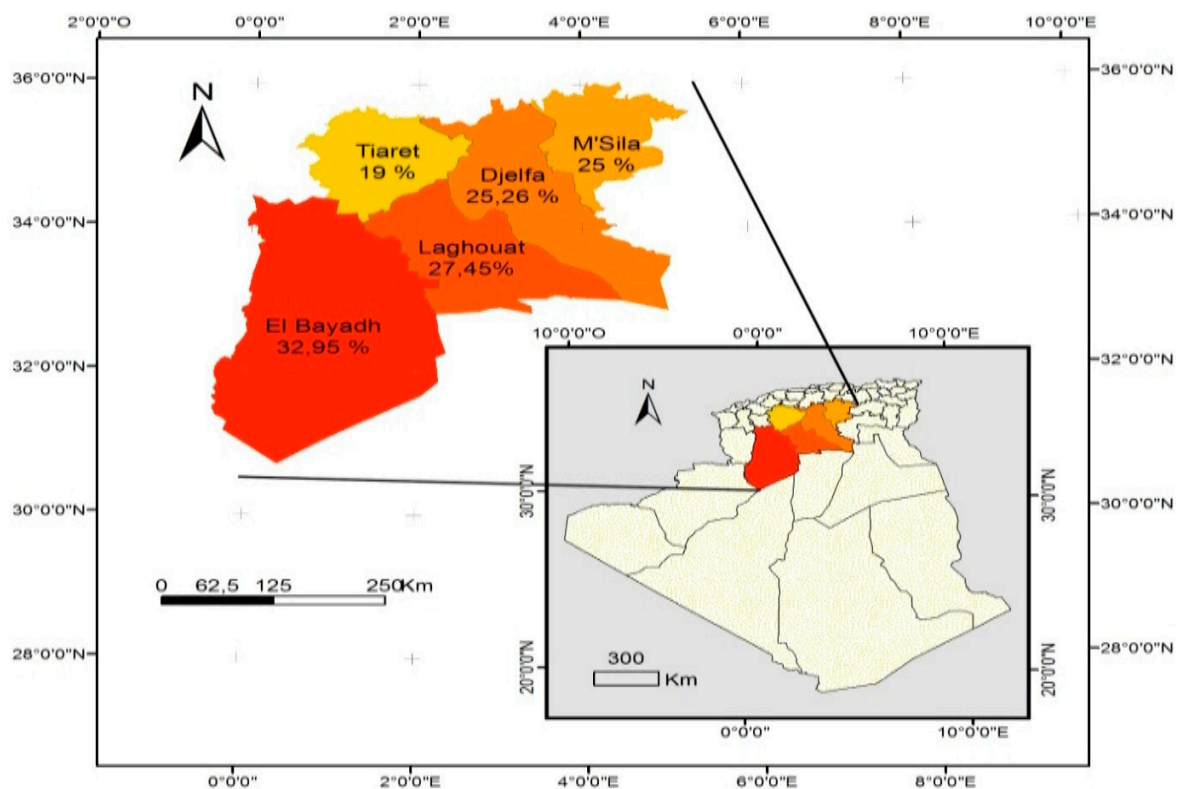 2°0'0"O 0°0'0" 2°0'0"E 4°0'0"E 6°0'0"E 8°0'0"E 10°0'0"E
36°0'0"N 36°0'0"N
N
Tiaret
19 %
M'Sila
25 %
Djelfa
25,26 %
34°0'0"N 34°0'0"N
Laghouat
27,45%
El Bayadh
32,95 %
32°0'0"N 32°0'0"N
10°0'0"O 0°0'0"E 10°0'0"E
N
30°0'0"N 30°0'0"N
30°0'0"N 30°0'0"N
0 62,5 125 250Km
28°0'0"N 28°0'0"N
20°0'0"N 20°0'0"N
300
Km
0°0'0"E 10°0'0"E
0°0'0" 2°0'0"E 4°0'0"E 6°0'0"E 8°0'0"E